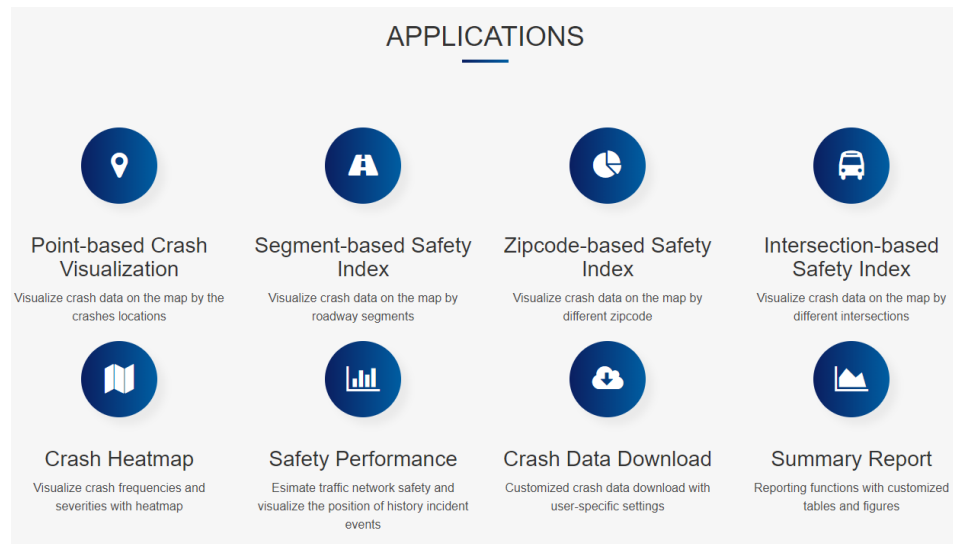 APPLICATIONS
Point-based Crash
Visualization
Visualize crash data on the map by the
crashes locations
Segment-based Safety
Index
Visualize crash data on the map by
roadway segments
Zipcode-based Safety
Index
Visualize crash data on the map by
different zipcode
Intersection-based
Safety Index
Visualize crash data on the map by
different intersections
Crash Heatmap
Visualize crash frequencies and
severities with heatmap
Safety Performance
Esimate traffic network safety and
visualize the position of history incident
events
Crash Data Download
Customized crash data download with
user-specific settings
Summary Report
Reporting functions with customized
tables and figures